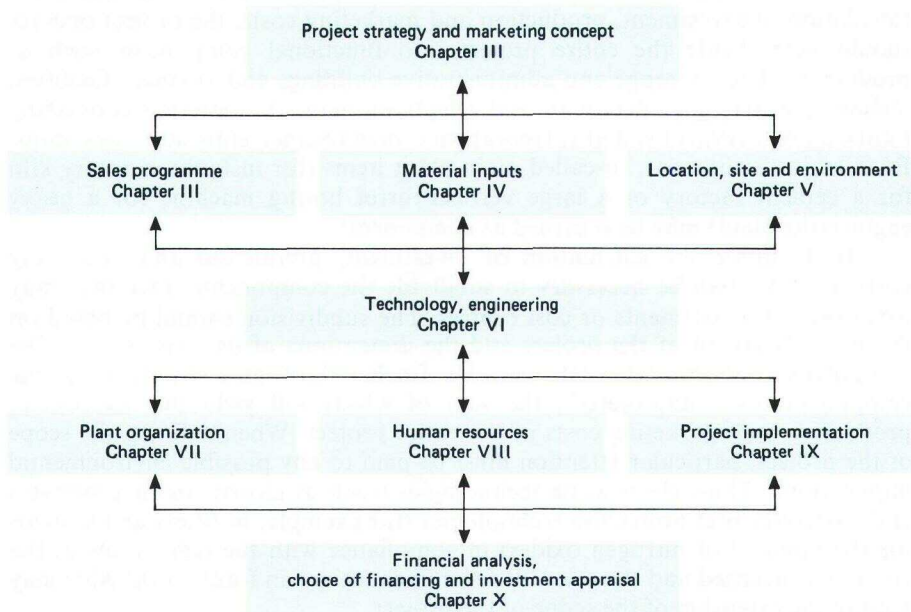 Project strategy and marketing concept
Chapter III
Sales programme
Chapter III
Material inputs
Chapter IV
Location, site and environment
Chapter V
Technology, engineering
Chapter VI
Plant organization
Chapter VII
Human resources
Chapter VIII
Project implementation
Chapter IX
Financial analysis,
choice of financing and investment appraisal
Chapter X